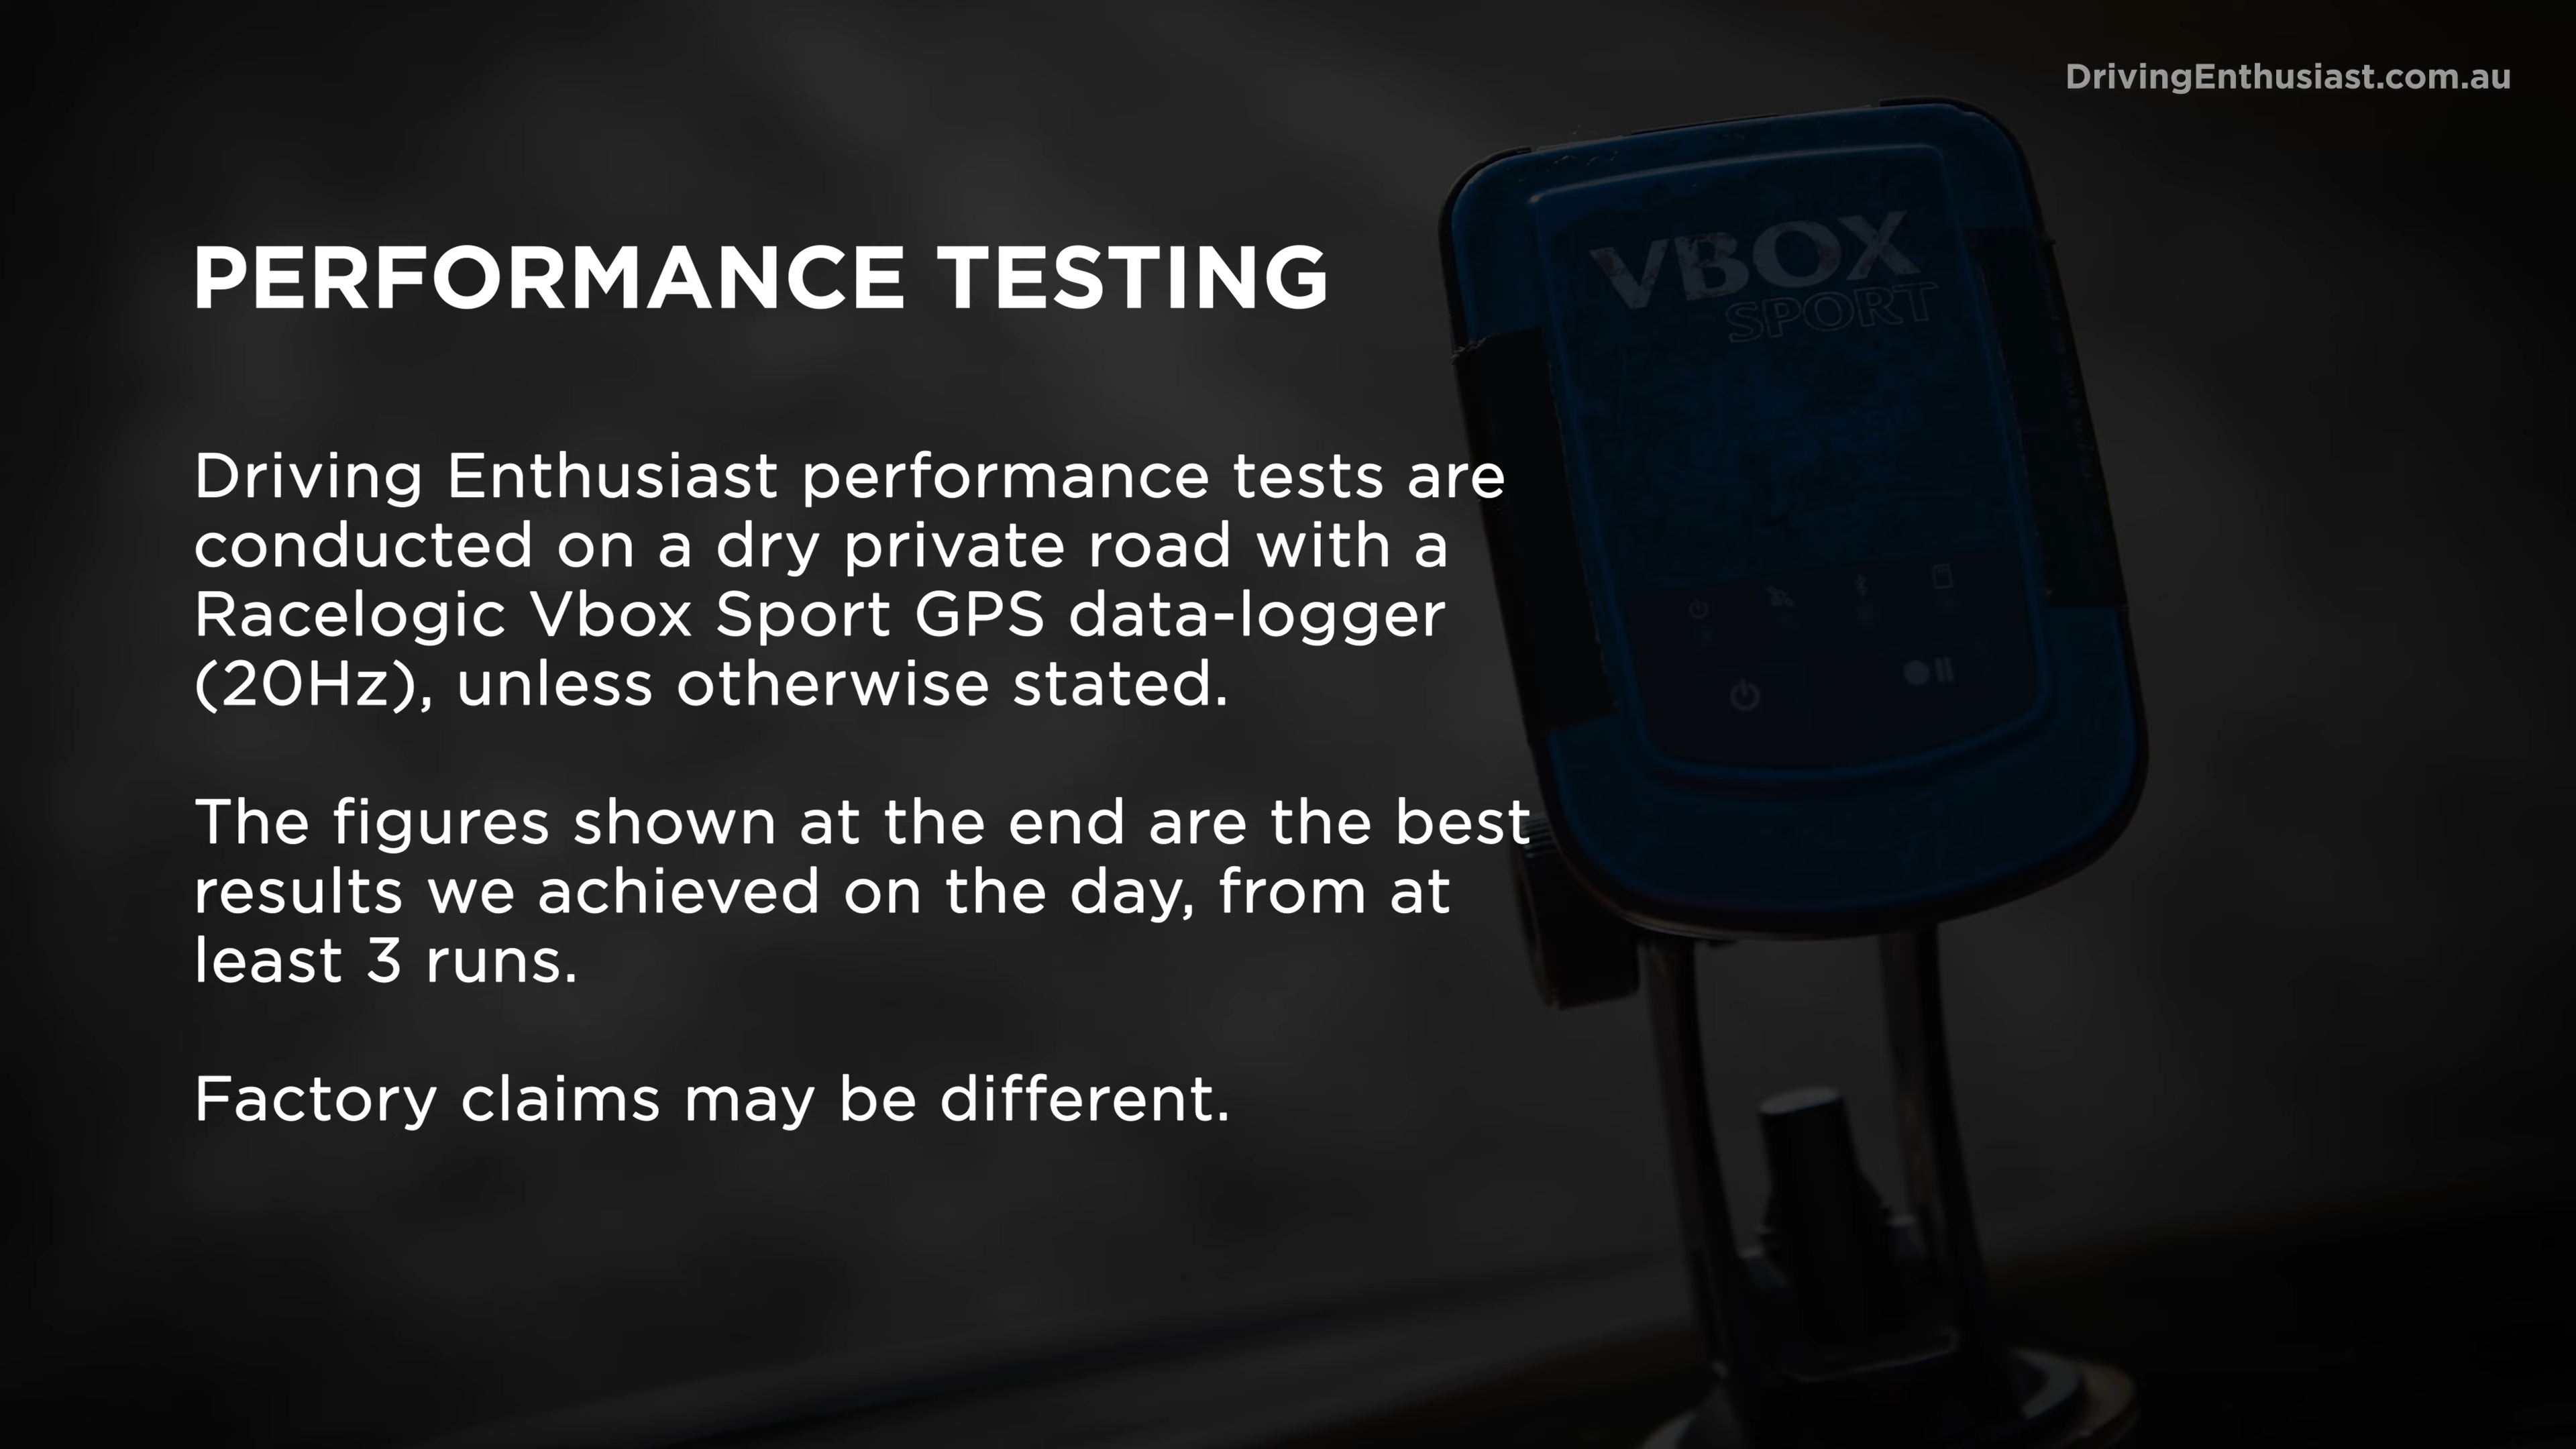 DrivingEnthusiast.com.au
PERFORMANCE TESTING
Driving Enthusiast performance tests are
conducted on a dry private road with a
Racelogic Vbox Sport GPS data-logger
(20Hz), unless otherwise stated.
The figures shown at the end are the best
results we achieved on the day, from at
least 3 runs.
Factory claims may be different.
VBOX
SPORT